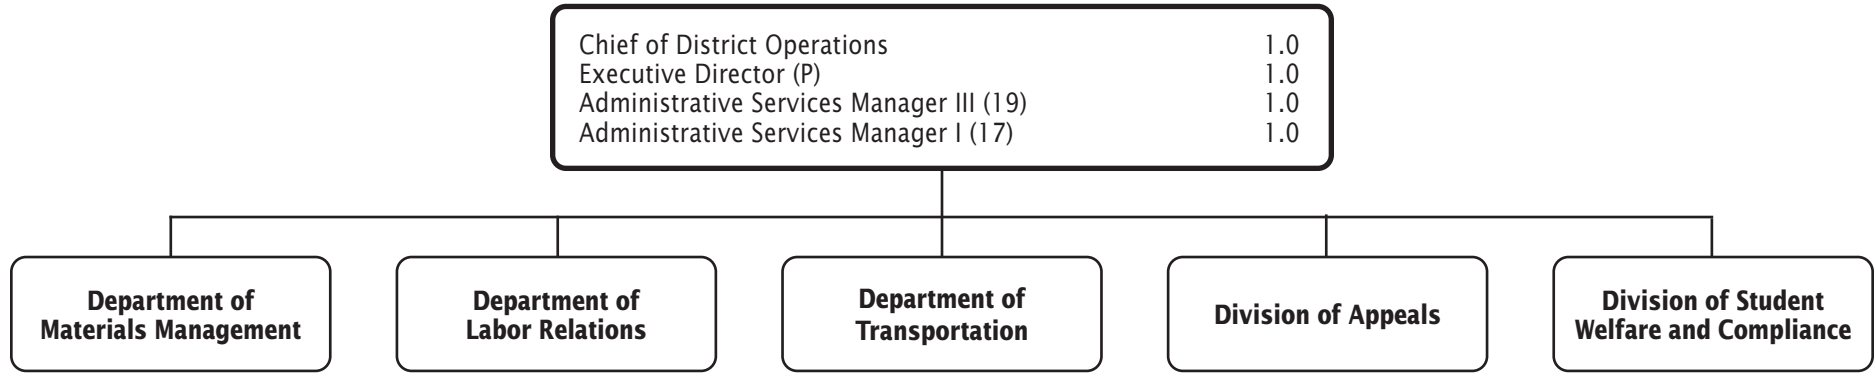 Chief of District Operations 1.0
Executive Director (P) 1.0
Administrative Services Manager III (19) 1.0
Administrative Services Manager I (17) 1.0
Department of
Materials Management
Department of
Labor Relations
Department of
Transportation
Division of Appeals
Division of Student
Welfare and Compliance